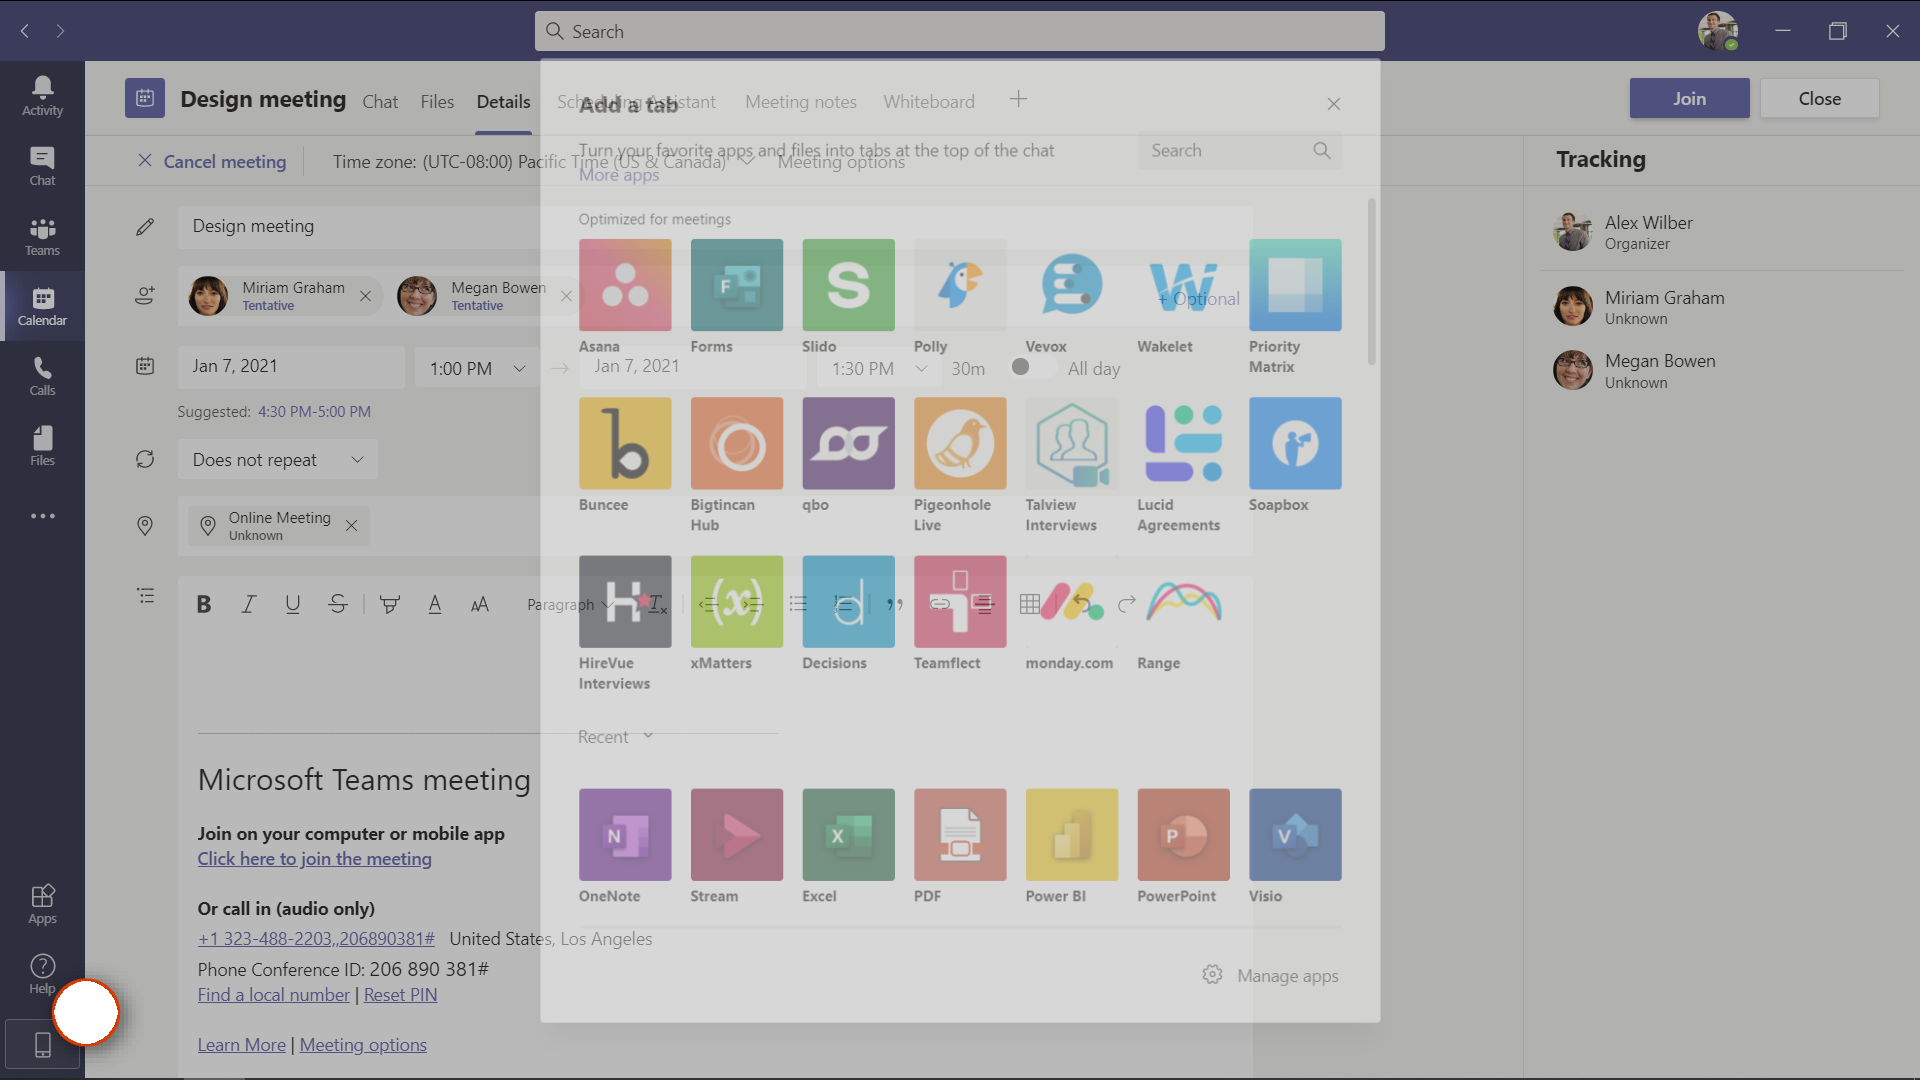 Search
Activity
Chat
Teams
Calendar
Calls
Files
Apps
Help
Design meeting
Chat
Files
Details
Scheduling Assistant
Meeting notes
Whiteboard
Join
Close
Cancel meeting
Time zone: (UTC-08:00) Pacific Time (US & Canada)
Meeting options
Design meeting
Miriam Graham
Tentative
Megan Bowen
Tentative
+ Optional
Jan 7, 2021
1:00 PM
Jan 7, 2021
1:30 PM
30m
All day
Suggested: 4:30 PM-5:00 PM
Does not repeat
Online Meeting
Unknown
Paragraph
Microsoft Teams meeting
Join on your computer or mobile app
Click here to join the meeting
Or call in (audio only)
+1 323-488-2203,,206890381# United States, Los Angeles
Phone Conference ID: 206 890 381#
Find a local number | Reset PIN
Learn More | Meeting options
Add a tab
Turn your favorite apps and files into tabs at the top of the chat
More apps
Search
Optimized for meetings
Asana
Forms
Slido
Polly
Vevox
Wakelet
Priority
Matrix
Buncee
Bigtincan
Hub
qbo
Pigeonhole
Live
Talview
Interviews
Lucid
Agreements
Soapbox
HireVue
Interviews
xMatters
Decisions
Teamflect
monday.com
Range
Recent
OneNote
Stream
Excel
PDF
Power BI
PowerPoint
Visio
Manage apps
Tracking
Alex Wilber
Organizer
Miriam Graham
Unknown
Megan Bowen
Unknown